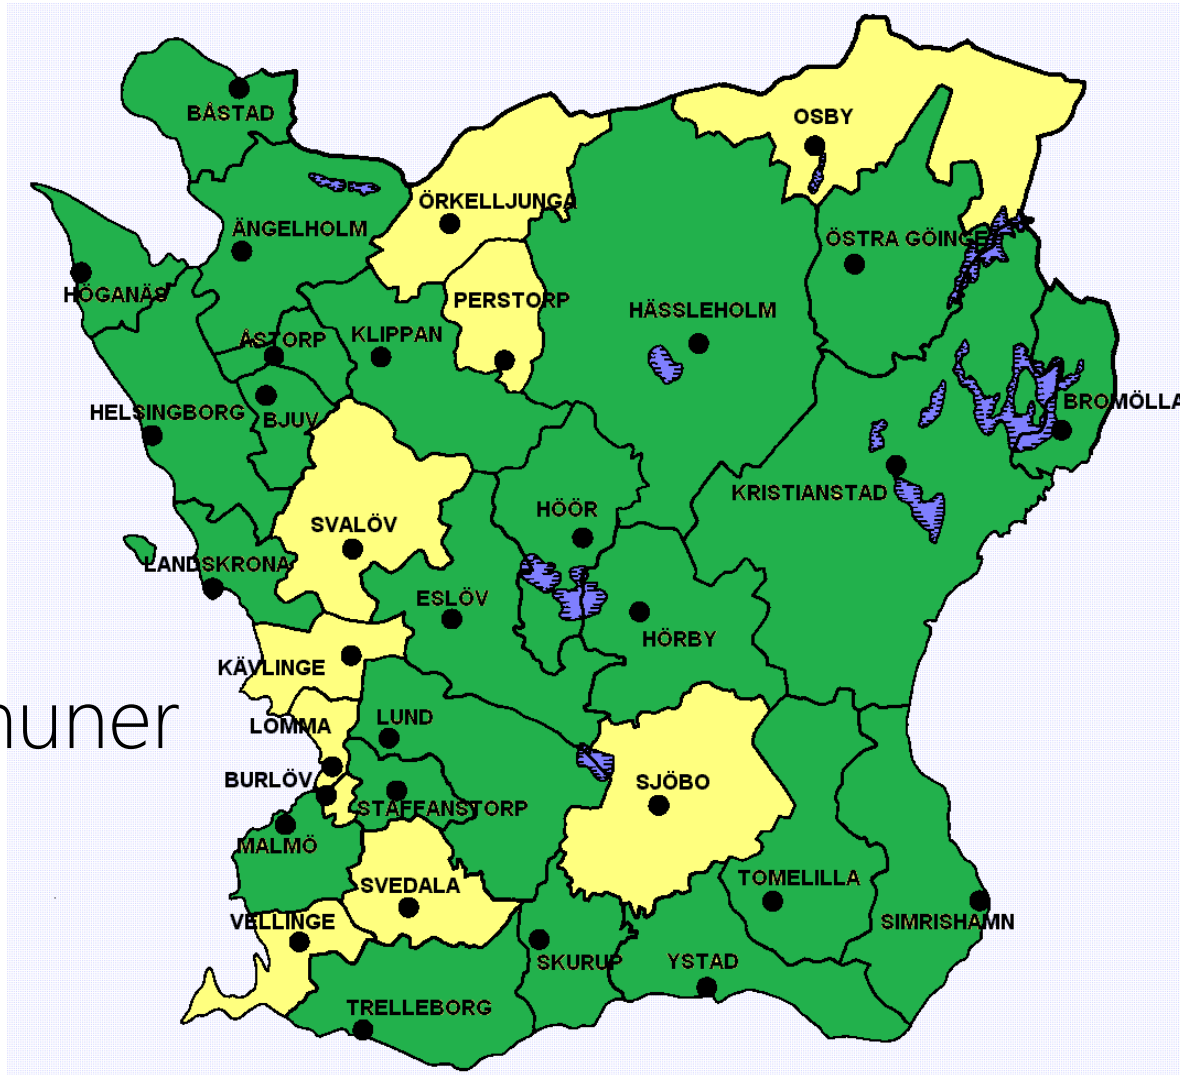 BÅSTAD
OSBY
ÖRKELLJUNGA
ÄNGELHOLM
ÖSTRA GÖINGE
HÖGANÄS
PERSTORP
HÄSSLEHOLM
ÅSTORP
KLIPPAN
HELSINGBORG
BJUV
BROMÖLLA
KRISTIANSTAD
HÖÖR
SVALÖV
LANDSKRONA
ESLÖV
HÖRBY
KÄVLINGE
LOMMA
LUND
muner
BURLÖV
SJÖBO
STAFFANSTORP
MALMÖ
SVEDALA
TOMELILLA
VELLINGE
SIMRISHAMN
SKURUP
YSTAD
TRELLEBORG